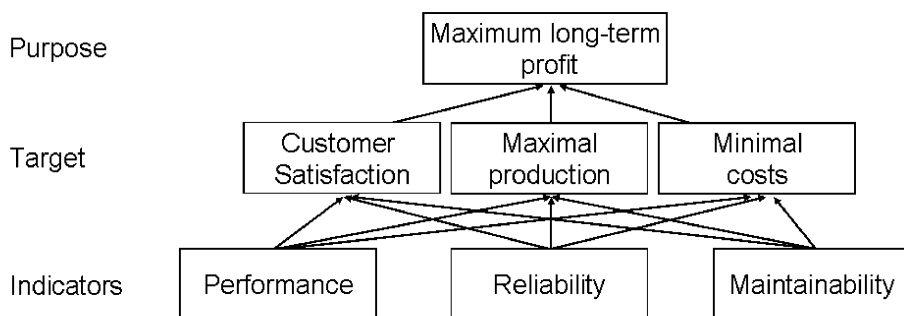 Purpose
Maximum long-term
profit
Target
Customer
Satisfaction
Maximal
production
Minimal
costs
Indicators
Performance
Reliability
Maintainability